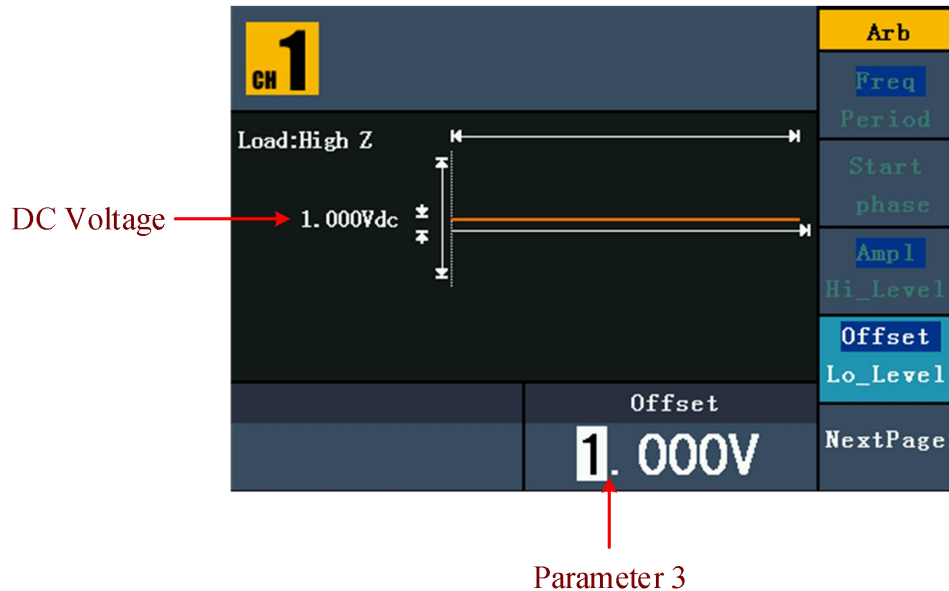 CH 1
Arb
Freq
Period
Load:High Z
Start
phase
DC Voltage
1.000Vdc
Ampl
Hi_Level
Offset
Lo_Level
Offset
1.000V
NextPage
Parameter 3